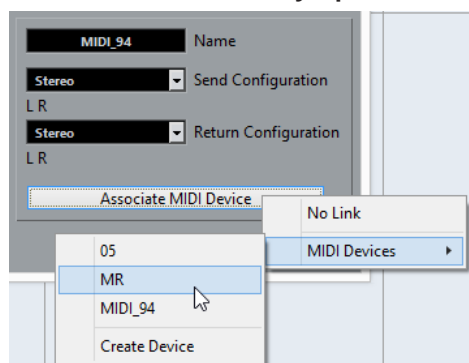 MIDI_94 Name
Stereo Send Configuration
L R
Stereo Return Configuration
L R
Associate MIDI Device
No Link
MIDI Devices
05
MR
MIDI_94
Create Device